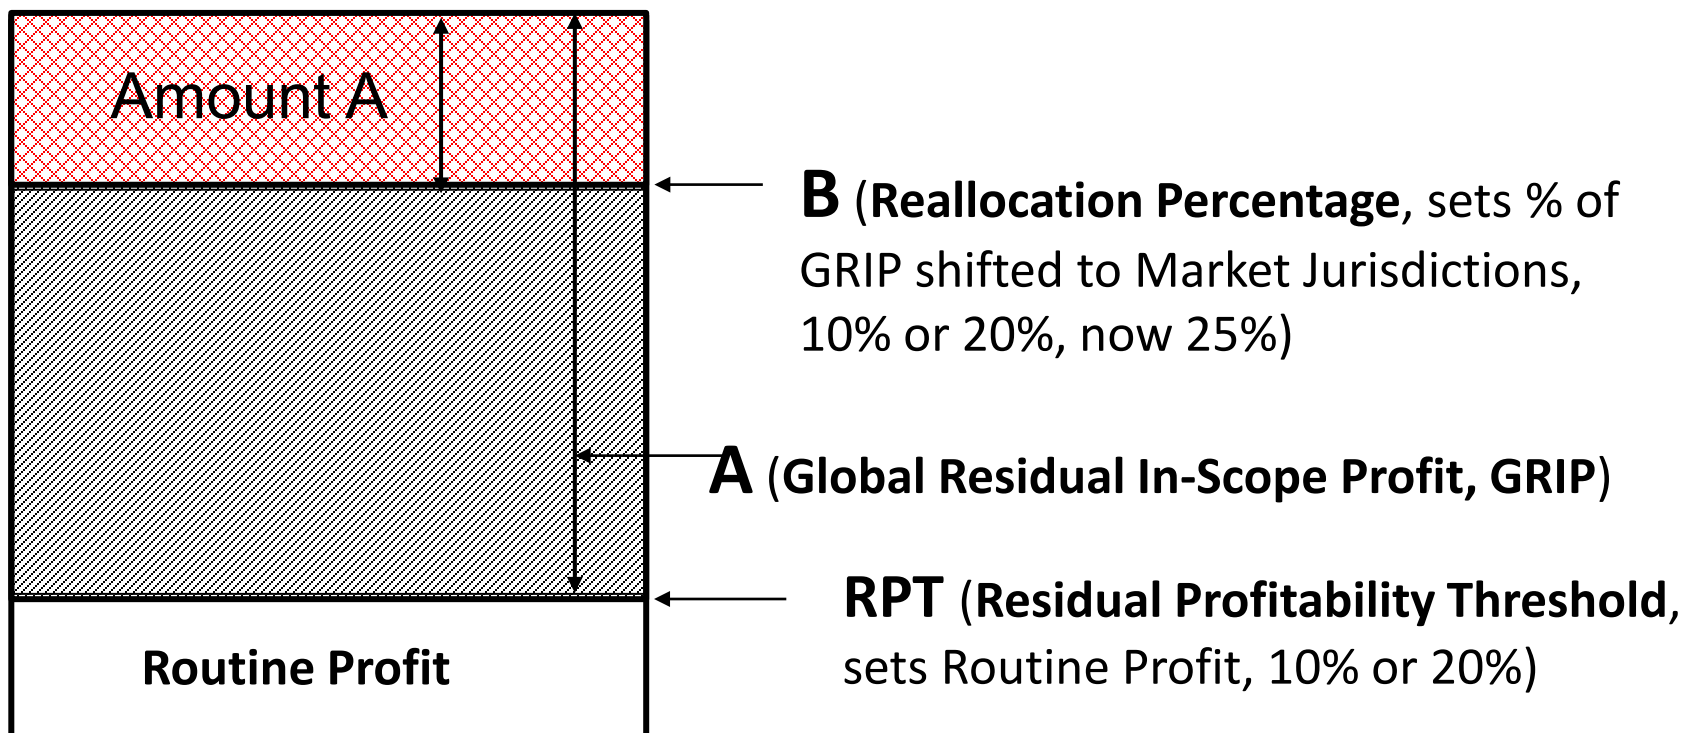 Amount A
B (Reallocation Percentage, sets % of
GRIP shifted to Market Jurisdictions,
10% or 20%, now 25%)
A (Global Residual In-Scope Profit, GRIP)
RPT (Residual Profitability Threshold,
sets Routine Profit, 10% or 20%)
Routine Profit